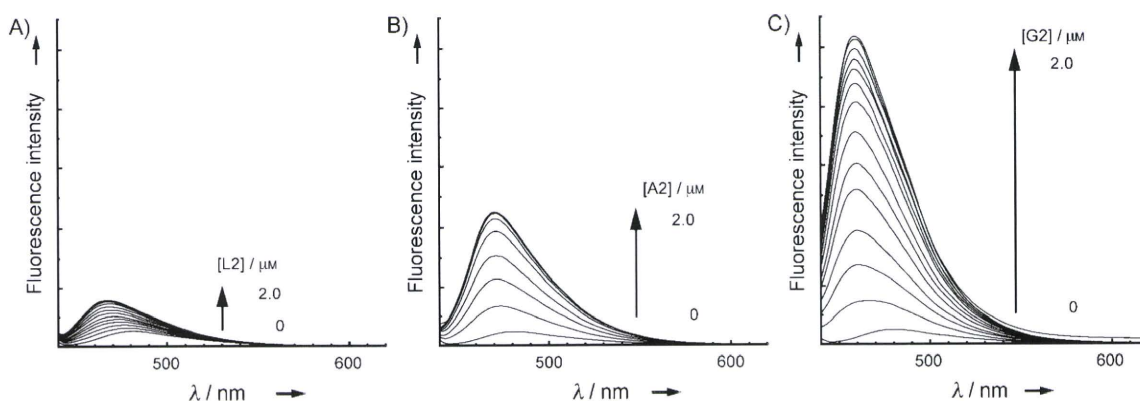 A)
Fluorescence intensity
[L2] / μM
2.0
0
500
600
λ / nm
B)
Fluorescence intensity
[A2] / μM
2.0
0
500
600
λ / nm
C)
Fluorescence intensity
[G2] / μM
2.0
0
500
600
λ / nm